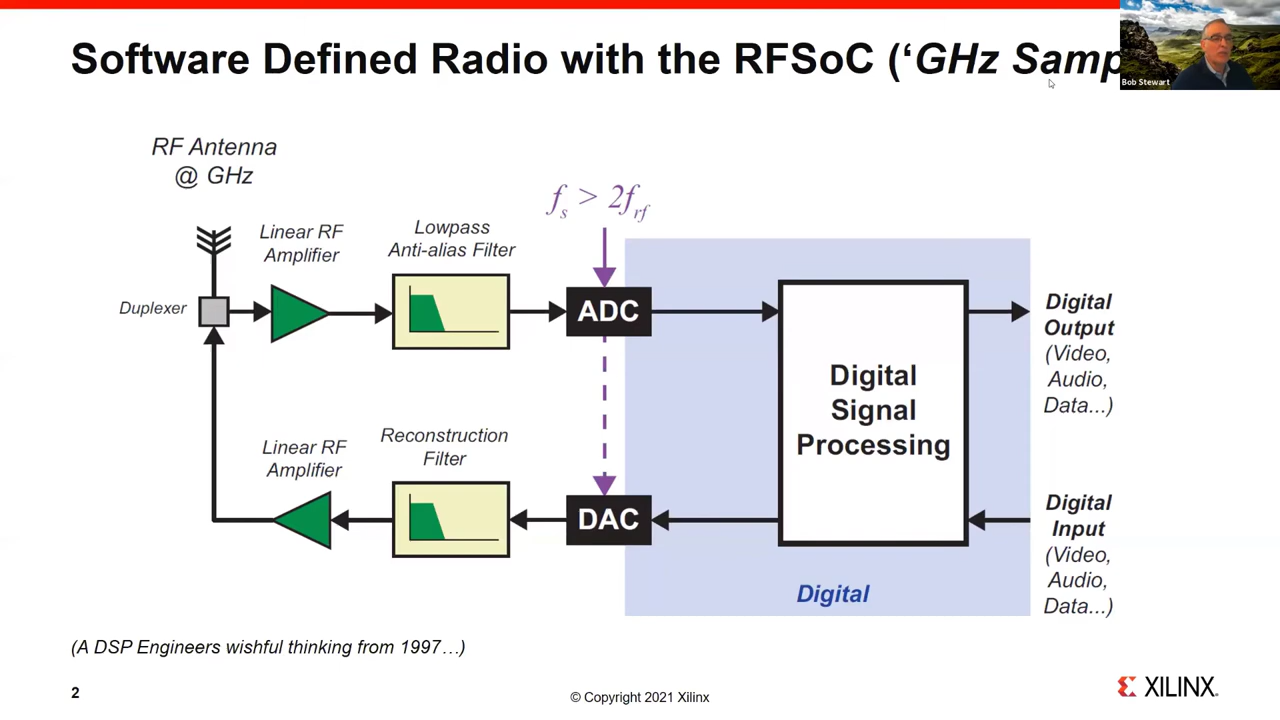 Software Defined Radio with the RFSoC (‘GHz Samp
Bob Stewart
RF Antenna
@ GHz
fs > 2frf
Linear RF
Amplifier
Lowpass
Anti-alias Filter
Duplexer
ADC
Digital
Output
(Video,
Audio,
Data...)
Digital
Signal
Processing
Linear RF
Amplifier
Reconstruction
Filter
DAC
Digital
Input
(Video,
Audio,
Data...)
Digital
(A DSP Engineers wishful thinking from 1997…)
2
© Copyright 2021 Xilinx
XILINX.